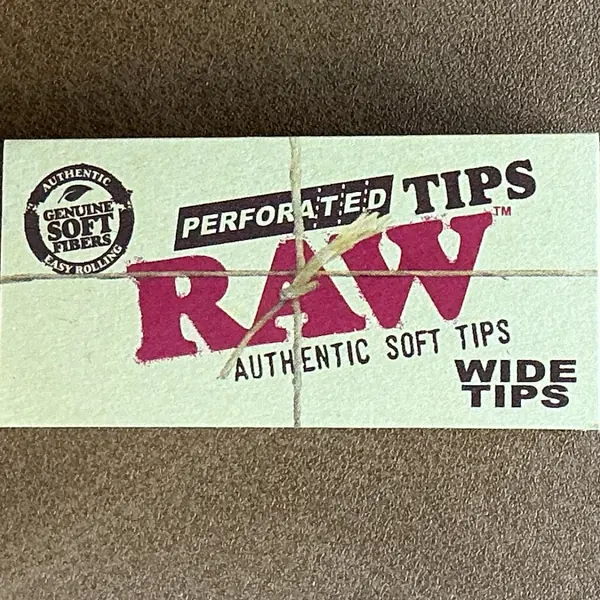 AUTHENTIC
GENUINE
SOFT
FIBERS
EASY ROLLING
PERFORATED TIPS
RAW™
AUTHENTIC SOFT TIPS
WIDE
TIPS